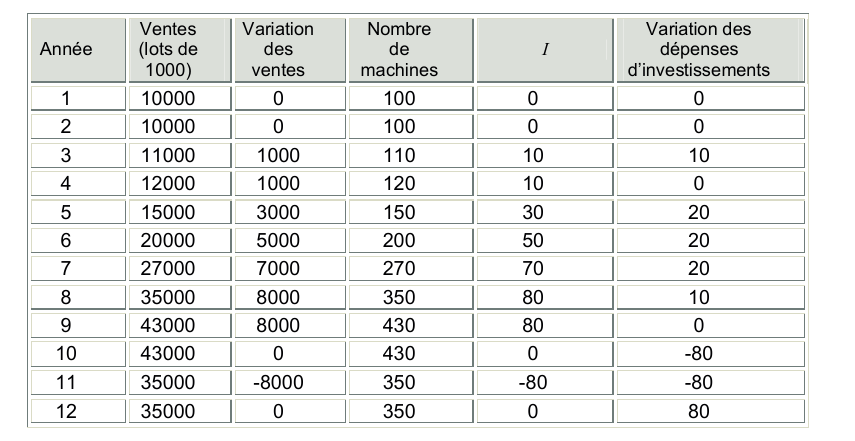 Année Ventes (lots de 1000) Variation des ventes Nombre de machines I Variation des dépenses d'investissements
1 10000 0 100 0 0
2 10000 0 100 0 0
3 11000 1000 110 10 10
4 12000 1000 120 10 0
5 15000 3000 150 30 20
6 20000 5000 200 50 20
7 27000 7000 270 70 20
8 35000 8000 350 80 10
9 43000 8000 430 80 0
10 43000 0 430 0 -80
11 35000 -8000 350 -80 -80
12 35000 0 350 0 80